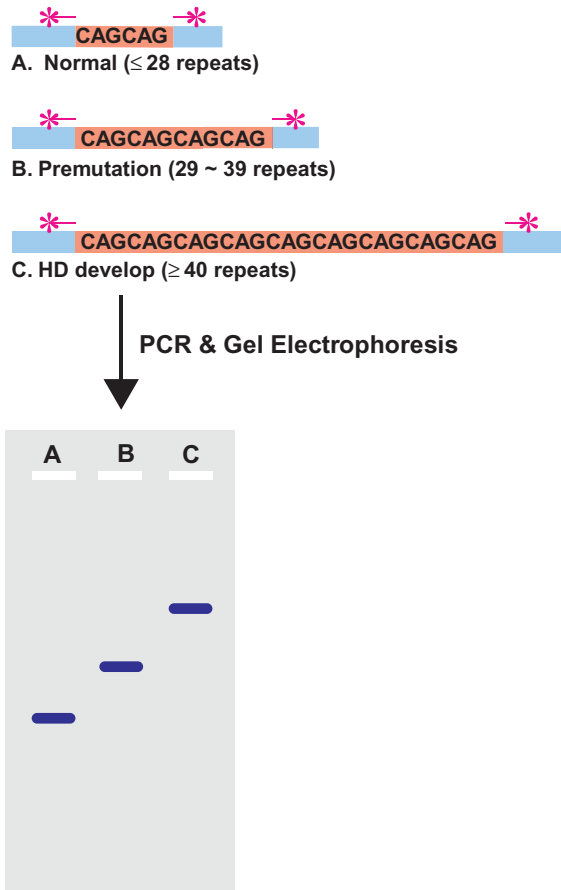 CAGCAG
A. Normal (≤ 28 repeats)
CAGCAGCAGCAG
B. Premutation (29 ~ 39 repeats)
CAGCAGCAGCAGCAGCAGCAGCAGCAG
C. HD develop (≥ 40 repeats)
PCR & Gel Electrophoresis
A B C